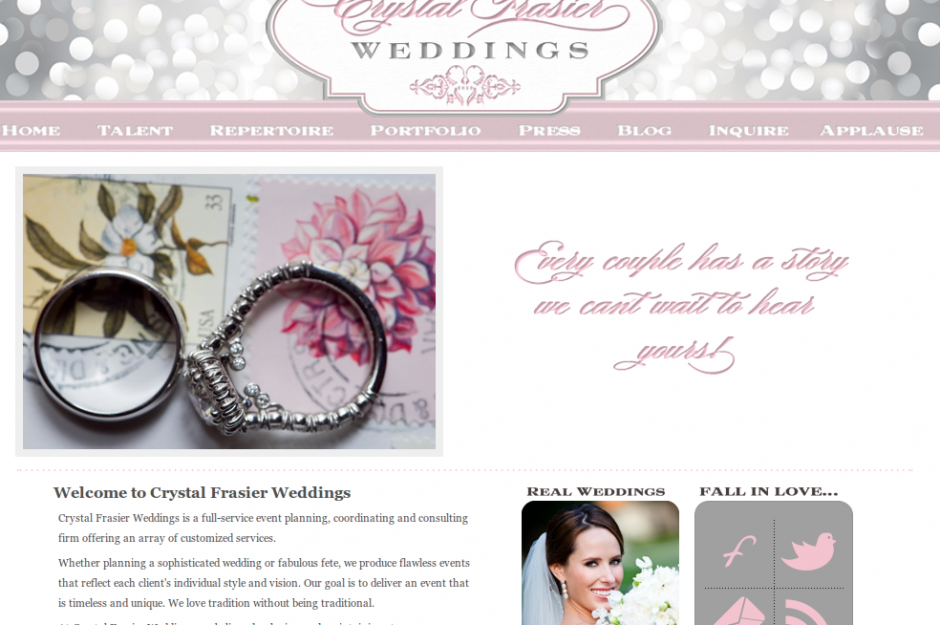 Crystal Frasier
WEDDINGS
HOME TALENT REPERTOIRE PORTFOLIO PRESS BLOG INQUIRE APPLAUSE
33
USA
Every couple has a story
we cant wait to hear
yours!
Welcome to Crystal Frasier Weddings
Crystal Frasier Weddings is a full-service event planning, coordinating and consulting
firm offering an array of customized services.
Whether planning a sophisticated wedding or fabulous fete, we produce flawless events
that reflect each client's individual style and vision. Our goal is to deliver an event that
is timeless and unique. We love tradition without being traditional.
REAL WEDDINGS
FALL IN LOVE...
f